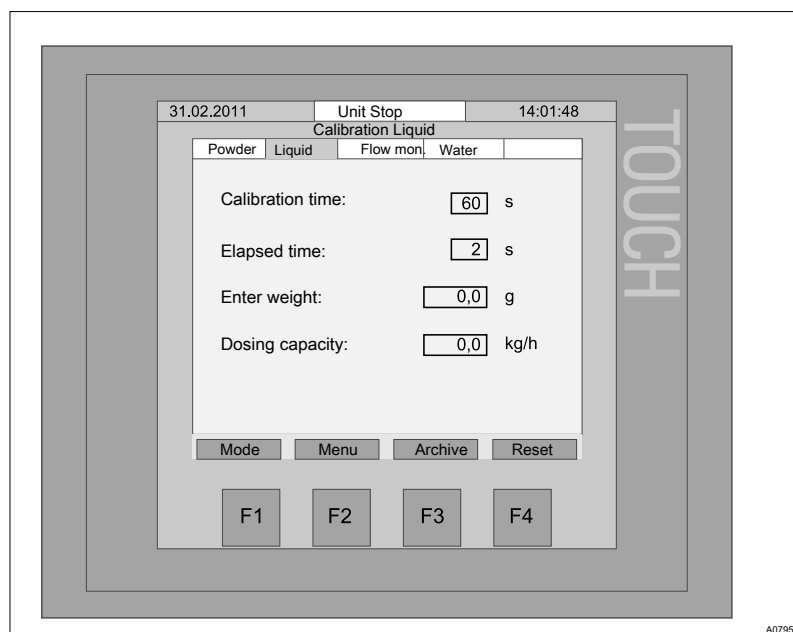 31.02.2011 Unit Stop 14:01:48
Calibration Liquid
Powder Liquid Flow mon. Water
Calibration time: 60 s
Elapsed time: 2 s
Enter weight: 0,0 g
Dosing capacity: 0,0 kg/h
Mode Menu Archive Reset
F1 F2 F3 F4
TOUCH
A0795